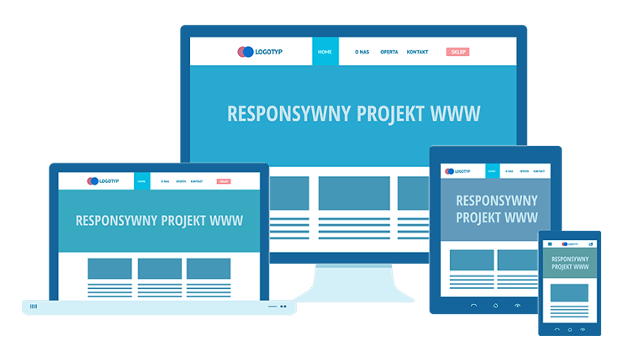 LOGOTYP HOME O NAS OFERTA KONTAKT SKLEP
RESPONSYWNY PROJEKT WWW
LOGOTYP HOME O NAS OFERTA KONTAKT SKLEP
RESPONSYWNY PROJEKT WWW
LOGOTYP HOME O NAS OFERTA KONTAKT
RESPONSYWNY
PROJEKT WWW
LOGOTYP
RESPONSYWNY
PROJEKT WWW